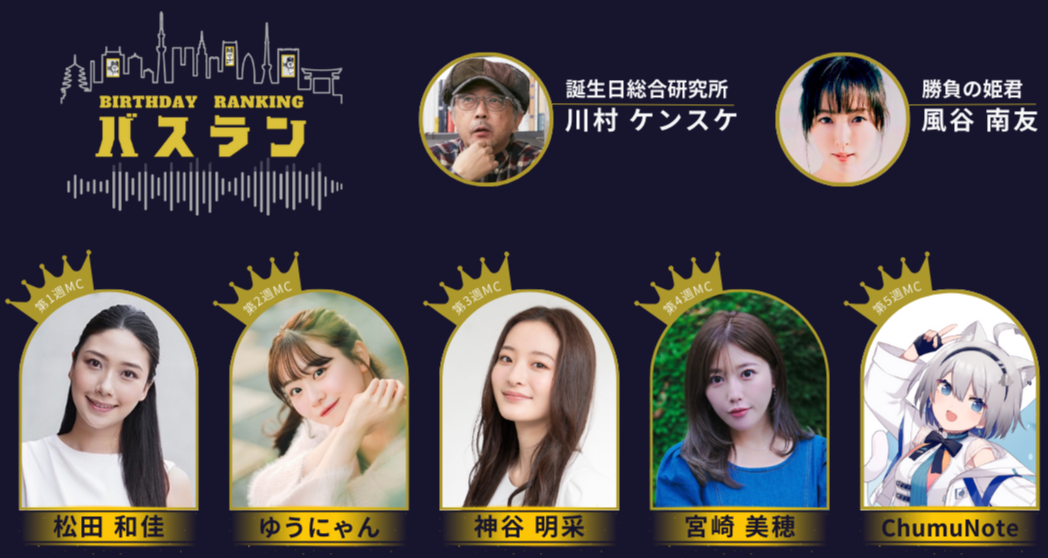 BIRTHDAY RANKING
バスラン
誕生日総合研究所
川村 ケンスケ
勝負の姫君
風谷 南友
第1週MC
第2週MC
第3週MC
第4週MC
第5週MC
松田 和佳
ゆうにゃん
神谷 明采
宮崎 美穂
ChumuNote